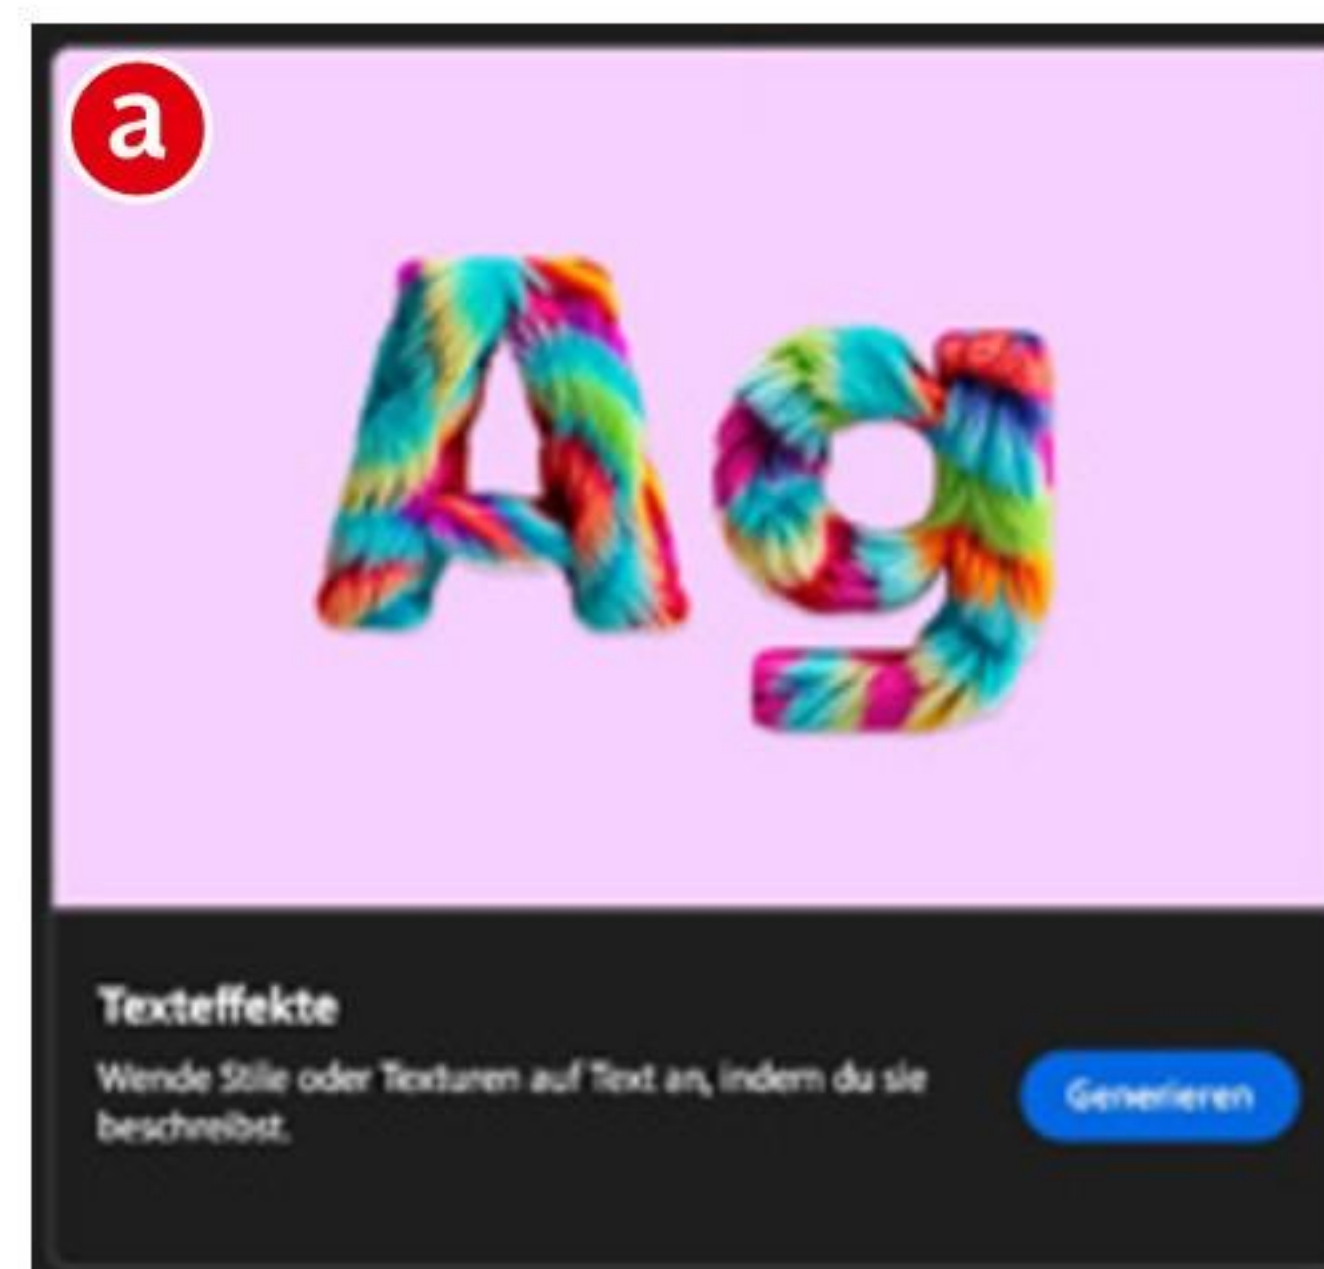 a
Ag
Texteffekte
Wende Stile oder Texturen auf Text an, indem du sie
beschreibst.
Generieren